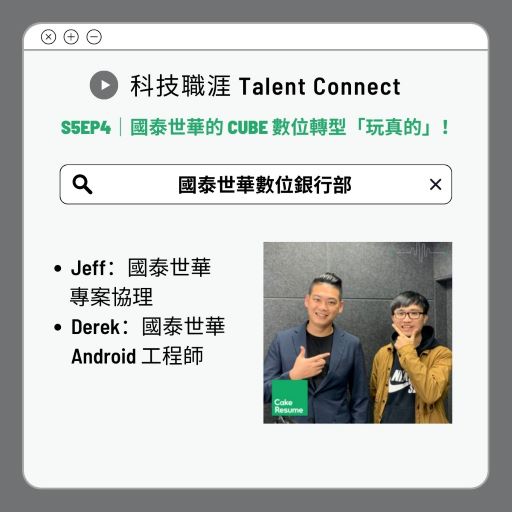 科技職涯 Talent Connect
S5EP4｜國泰世華的 CUBE 數位轉型「玩真的」！
國泰世華數位銀行部
• Jeff：國泰世華
專案協理
• Derek：國泰世華
Android 工程師
Cake
Resume